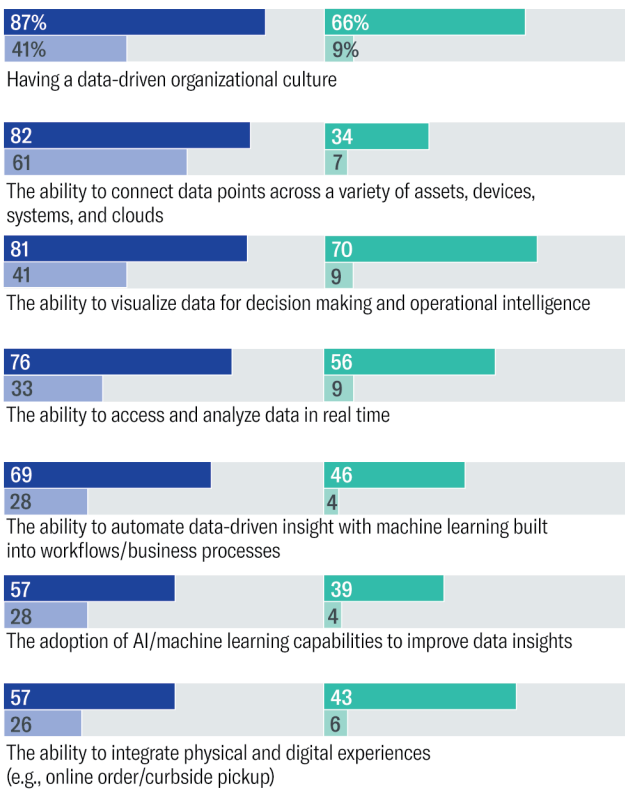 87% 66%
41% 9%
Having a data-driven organizational culture
82 34
61 7
The ability to connect data points across a variety of assets, devices,
systems, and clouds
81 70
41 9
The ability to visualize data for decision making and operational intelligence
76 56
33 9
The ability to access and analyze data in real time
69 46
28 4
The ability to automate data-driven insight with machine learning built
into workflows/business processes
57 39
28 4
The adoption of AI/machine learning capabilities to improve data insights
57 43
26 6
The ability to integrate physical and digital experiences
(e.g., online order/curbside pickup)